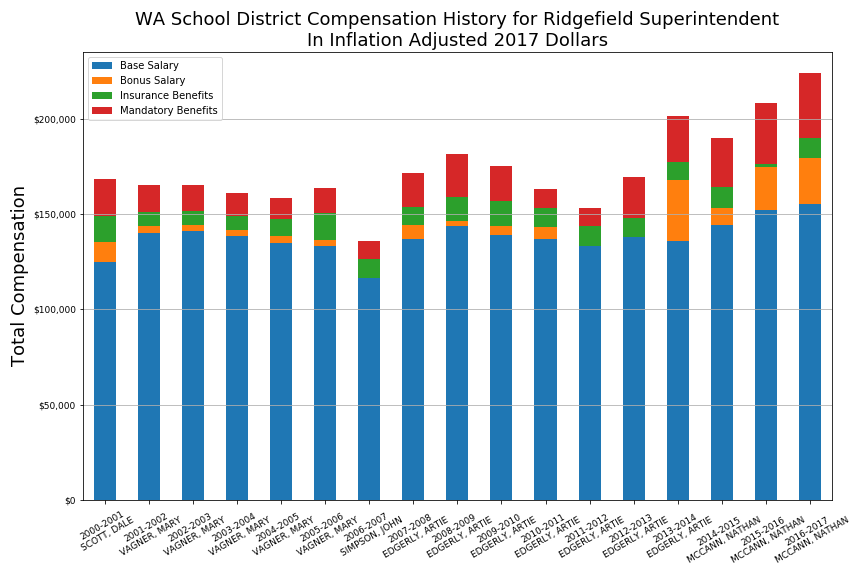 WA School District Compensation History for Ridgefield Superintendent
In Inflation Adjusted 2017 Dollars
Base Salary
Bonus Salary
Insurance Benefits
Mandatory Benefits
Total Compensation
$200,000
$150,000
$100,000
$50,000
$0
2000-2001
SCOTT, DALE
2001-2002
VAGNER, MARY
2002-2003
VAGNER, MARY
2003-2004
VAGNER, MARY
2004-2005
VAGNER, MARY
2005-2006
VAGNER, MARY
2006-2007
SIMPSON, JOHN
2007-2008
EDGERLY, ARTIE
2008-2009
EDGERLY, ARTIE
2009-2010
EDGERLY, ARTIE
2010-2011
EDGERLY, ARTIE
2011-2012
EDGERLY, ARTIE
2012-2013
EDGERLY, ARTIE
2013-2014
EDGERLY, ARTIE
2014-2015
MCCANN, NATHAN
2015-2016
MCCANN, NATHAN
2016-2017
MCCANN, NATHAN